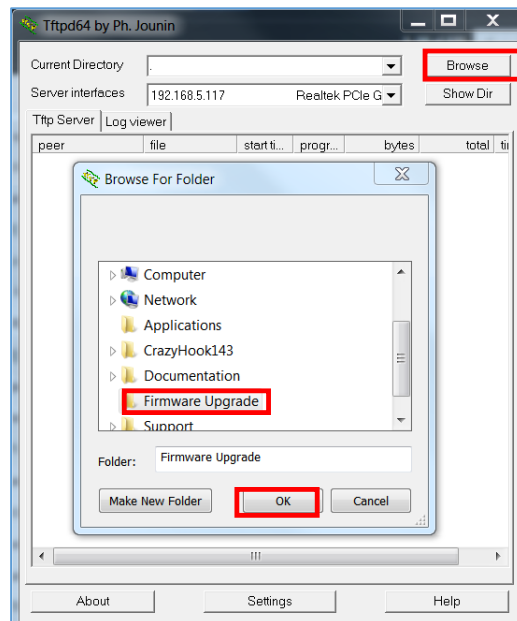 Tftpd64 by Ph. Jounin
Current Directory . Browse
Server interfaces 192.168.5.117 Realtek PCIe G Show Dir
Tftp Server Log viewer
peer file start ti... progr... bytes total
Browse For Folder
Computer
Network
Applications
CrazyHook143
Documentation
Firmware Upgrade
Support
Folder: Firmware Upgrade
Make New Folder OK Cancel
About Settings Help